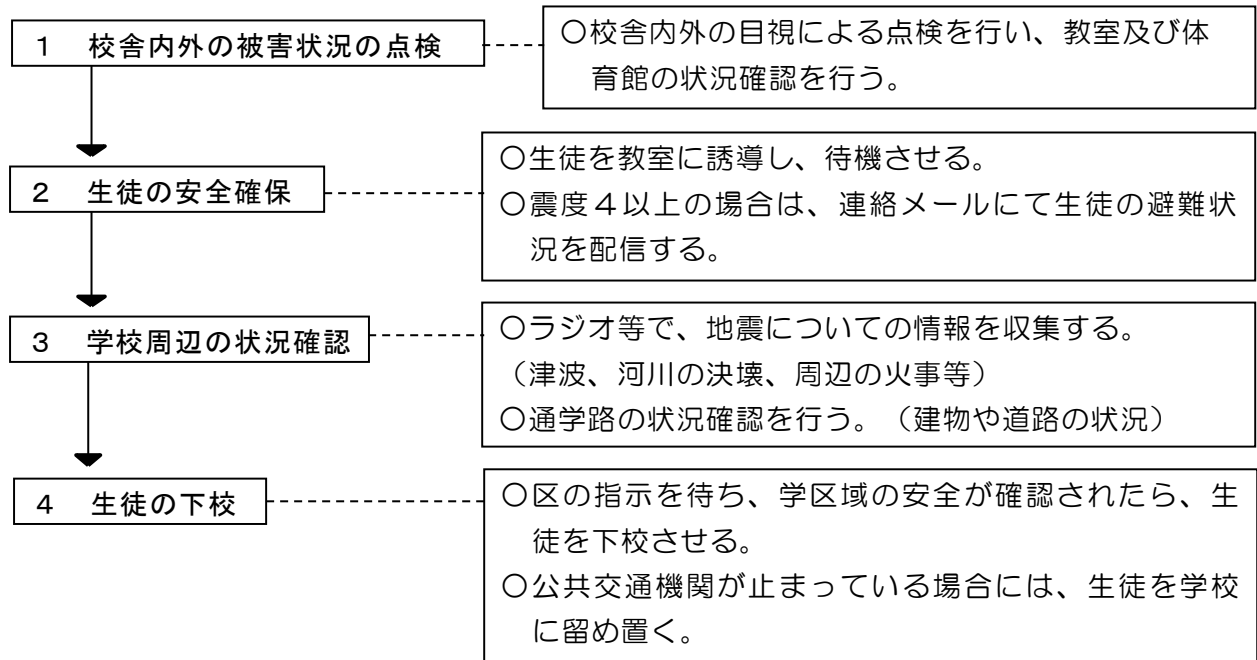 1 校舎内外の被害状況の点検
〇校舎内外の目視による点検を行い、教室及び体
育館の状況確認を行う。
2 生徒の安全確保
〇生徒を教室に誘導し、待機させる。
〇震度４以上の場合は、連絡メールにて生徒の避難状
況を配信する。
3 学校周辺の状況確認
〇ラジオ等で、地震についての情報を収集する。
（津波、河川の決壊、周辺の火事等）
〇通学路の状況確認を行う。（建物や道路の状況）
4 生徒の下校
〇区の指示を待ち、学区域の安全が確認されたら、生
徒を下校させる。
〇公共交通機関が止まっている場合には、生徒を学校
に留め置く。